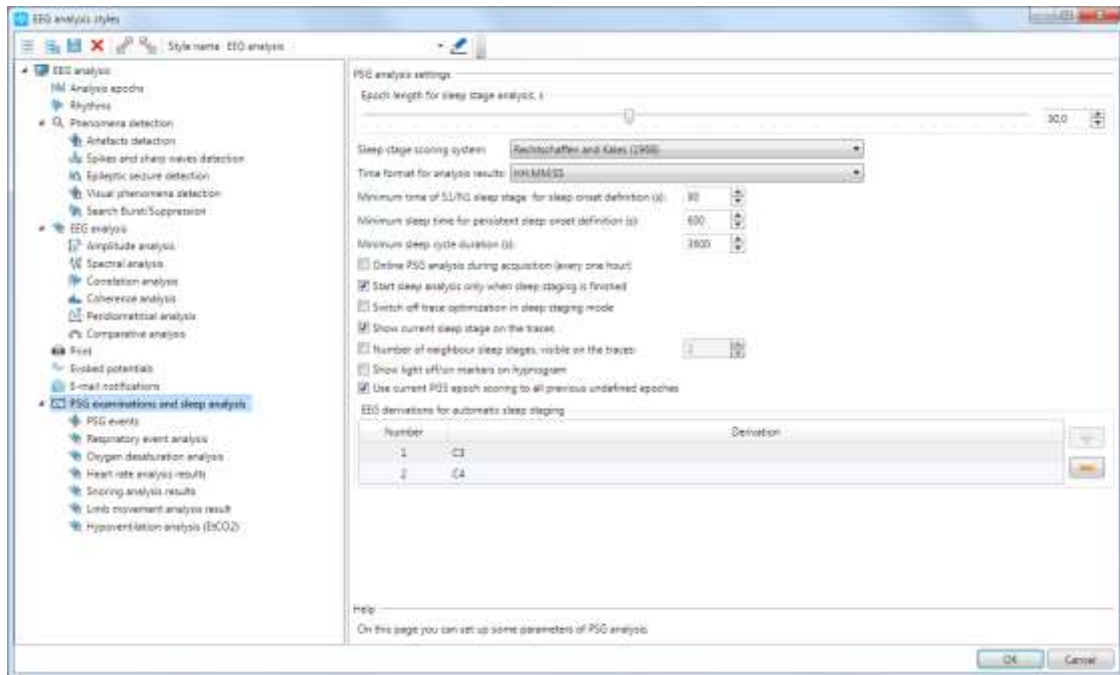 EEG analysis styles
Style name EEG analysis
EEG analysis
Analysis epochs
Rhythms
Phenomena detection
Artefacts detection
Spikes and sharp waves detection
Epileptic seizure detection
Visual phenomena detection
Search Burst/Suppression
EEG analysis
Amplitude analysis
Spectral analysis
Correlation analysis
Coherence analysis
Periodometrical analysis
Comparative analysis
Print
Evoked potentials
E-mail notifications
PSG examinations and sleep analysis
PSG events
Respiratory event analysis
Oxygen desaturation analysis
Heart rate analysis results
Snoring analysis results
Limb movement analysis result
Hypoventilation analysis (EtCO2)
PSG analysis settings
Epoch length for sleep stage analysis, s
30,0
Sleep stage scoring system: Rechtschaffen and Kales (1968)
Time format for analysis results: HH:MM:SS
Minimum time of S1/N1 sleep stage for sleep onset definition (s): 90
Minimum sleep time for persistent sleep onset definition (s): 600
Minimum sleep cycle duration (s): 3600
Online PSG analysis during acquisition (every one hour)
Start sleep analysis only when sleep staging is finished
Switch off trace optimization in sleep staging mode
Show current sleep stage on the traces
Number of neighbour sleep stages, visible on the traces: 2
Show light off/on markers on hypnogram
Use current PSG epoch scoring to all previous undefined epoches
EEG derivations for automatic sleep staging
Number Derivation
1 C3
2 C4
Help
On this page you can set up some parameters of PSG analysis.
OK Cancel